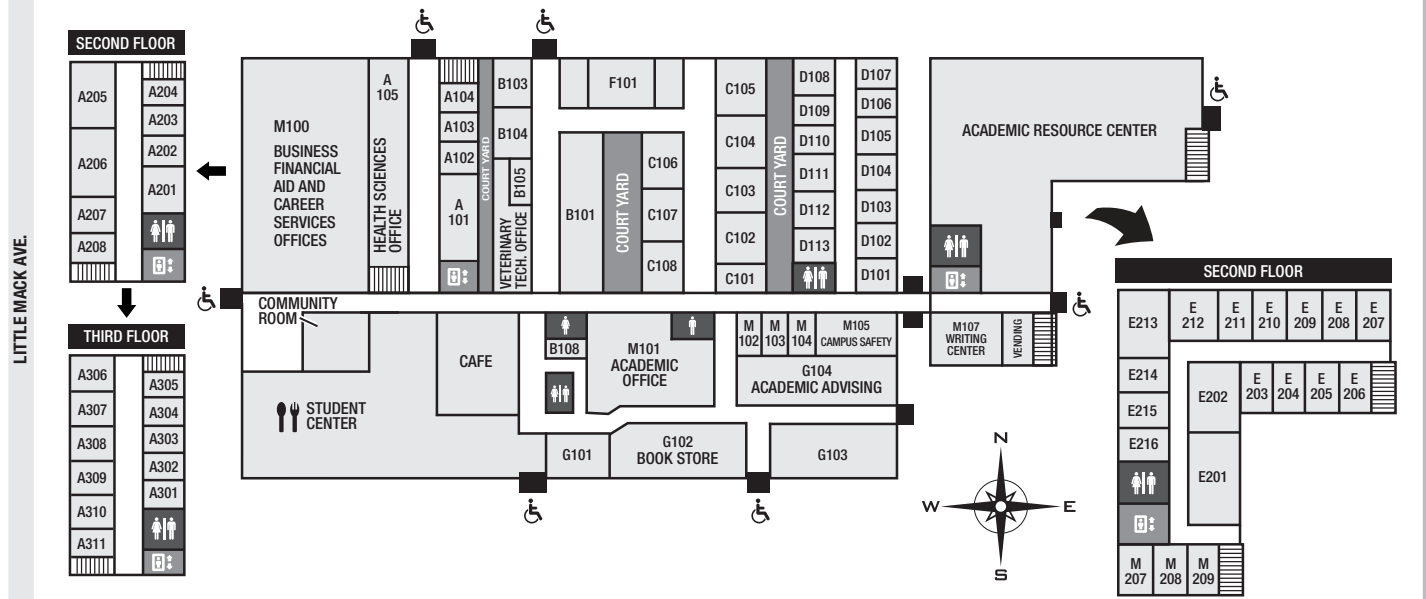 LITTLE MACK AVE.
SECOND FLOOR
A205
A206
A207
A208
A204
A203
A202
A201
THIRD FLOOR
A306
A307
A308
A309
A310
A311
A305
A304
A303
A302
A301
M100
BUSINESS
FINANCIAL
AID AND
CAREER
SERVICES
OFFICES
A
105
HEALTH SCIENCES
OFFICE
A104
A103
A102
A
101
COURT YARD
B103
B104
B105
VETERINARY
TECH. OFFICE
F101
B101
COURT YARD
C106
C107
C108
C105
C104
C103
C102
C101
COURT YARD
D108
D109
D110
D111
D112
D113
D107
D106
D105
D104
D103
D102
D101
ACADEMIC RESOURCE CENTER
COMMUNITY
ROOM
CAFE
STUDENT
CENTER
B108
M101
ACADEMIC
OFFICE
M
102
M
103
M
104
M105
CAMPUS SAFETY
G104
ACADEMIC ADVISING
G101
G102
BOOK STORE
G103
M107
WRITING
CENTER
VENDING
N
W
E
S
SECOND FLOOR
E213
E
212
E
211
E
210
E
209
E
208
E
207
E214
E215
E216
E202
E
203
E
204
E
205
E
206
E201
M
207
M
208
M
209